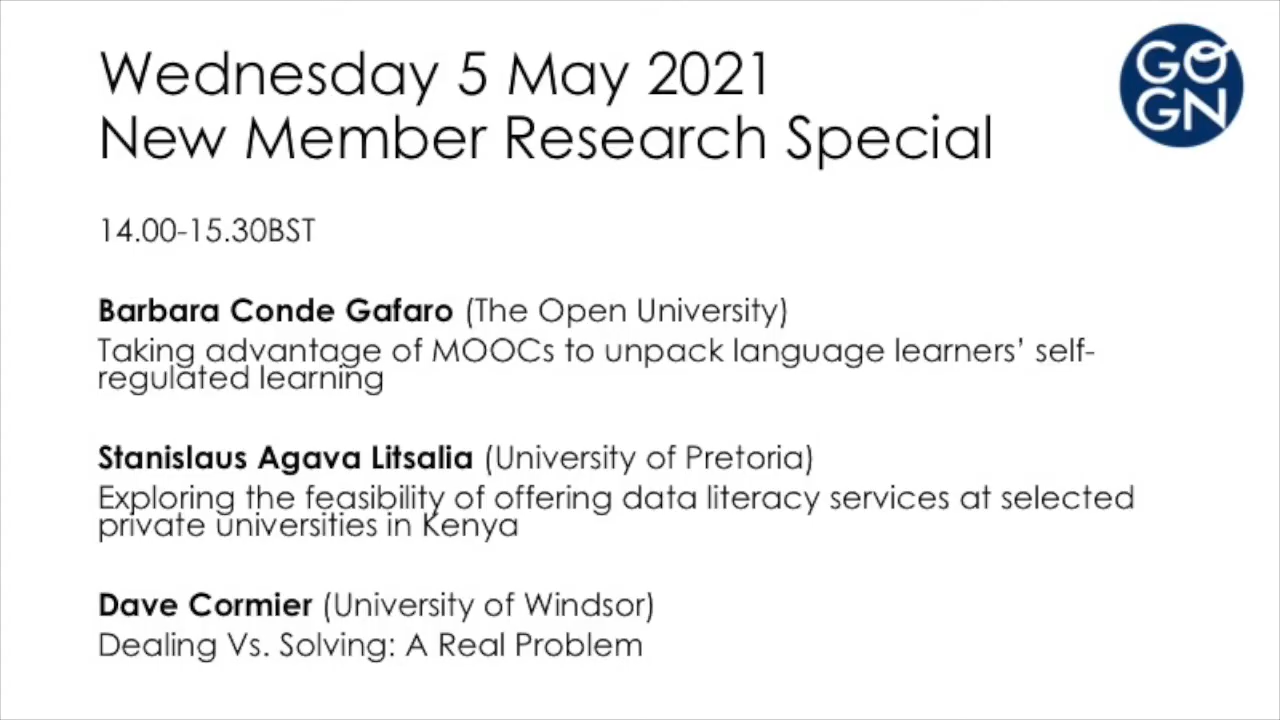 Wednesday 5 May 2021
New Member Research Special
GO
GN
14.00-15.30BST
Barbara Conde Gafaro (The Open University)
Taking advantage of MOOCs to unpack language learners’ self-
regulated learning
Stanislaus Agava Litsalia (University of Pretoria)
Exploring the feasibility of offering data literacy services at selected
private universities in Kenya
Dave Cormier (University of Windsor)
Dealing Vs. Solving: A Real Problem